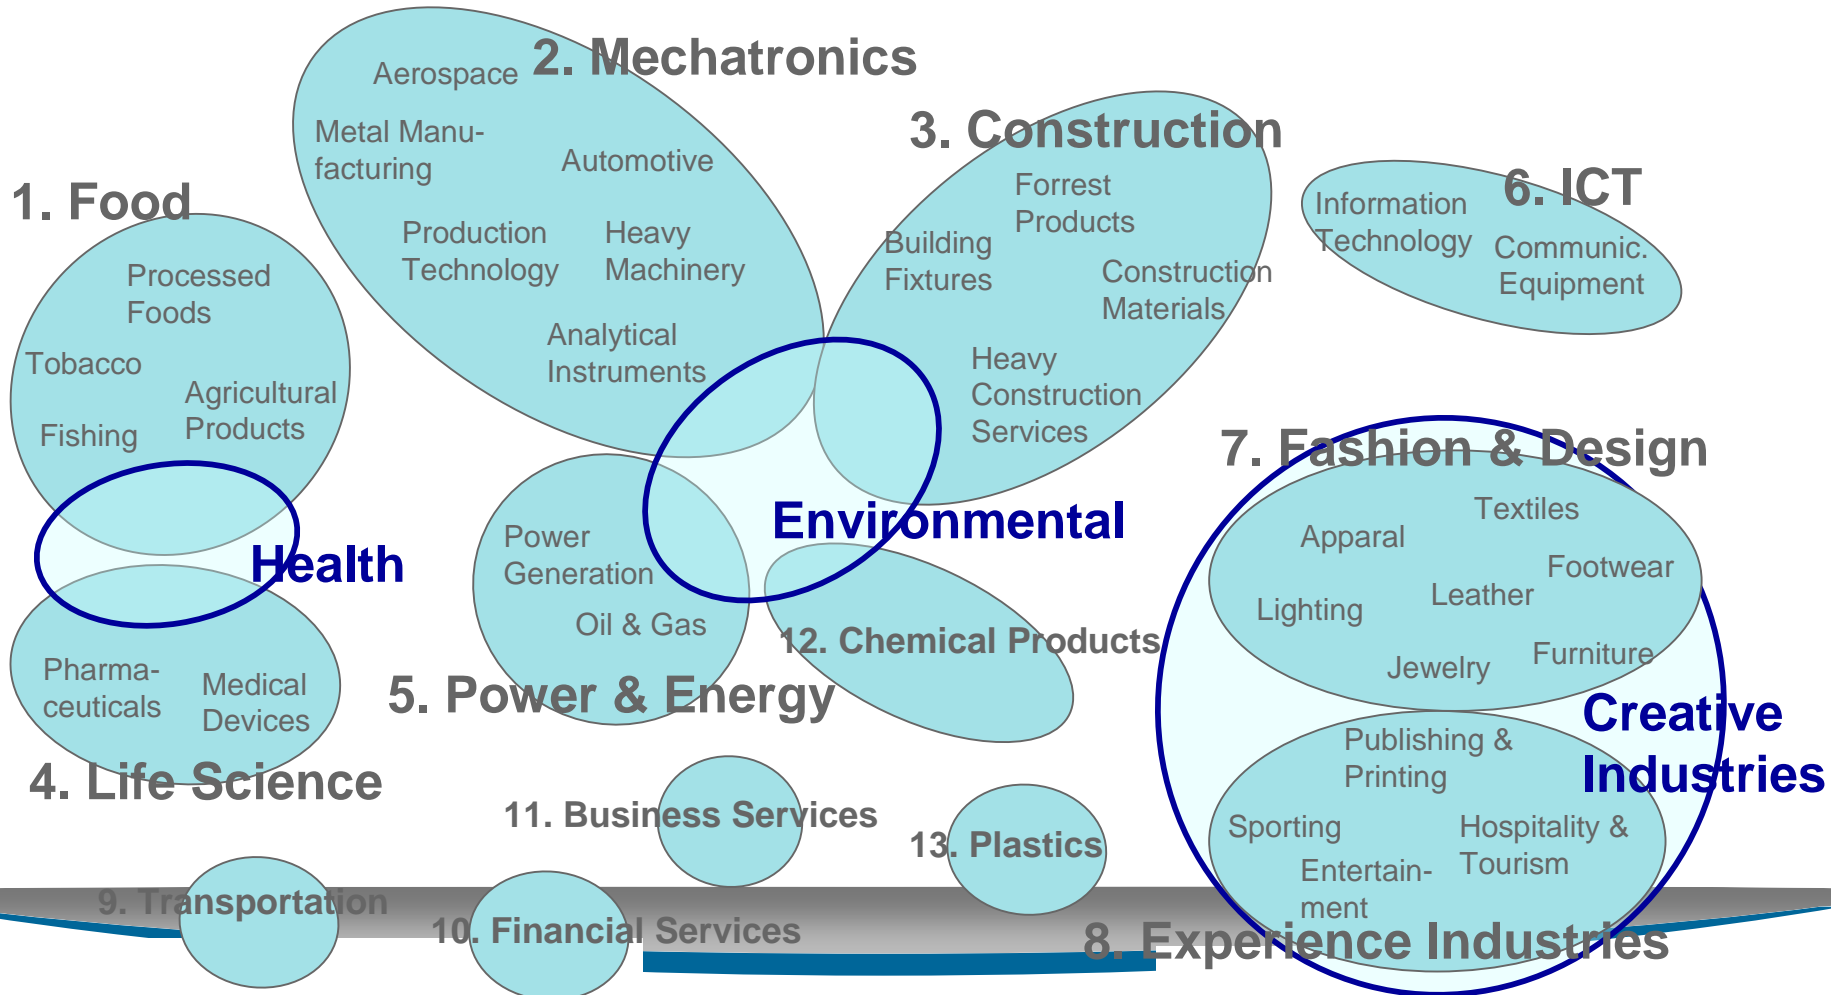 2. Mechatronics
Aerospace
Metal Manu-
facturing
Automotive
Production
Technology
Heavy
Machinery
Analytical
Instruments
3. Construction
Forrest
Products
Building
Fixtures
Construction
Materials
Heavy
Construction
Services
6. ICT
Information
Technology
Communic.
Equipment
1. Food
Processed
Foods
Tobacco
Agricultural
Products
Fishing
Health
Pharma-
ceuticals
Medical
Devices
4. Life Science
Environmental
Power
Generation
Oil & Gas
5. Power & Energy
12. Chemical Products
7. Fashion & Design
Textiles
Apparal
Footwear
Leather
Lighting
Furniture
Jewelry
Creative
Industries
Publishing &
Printing
Sporting
Hospitality &
Tourism
Entertain-
ment
8. Experience Industries
11. Business Services
13. Plastics
9. Transportation
10. Financial Services